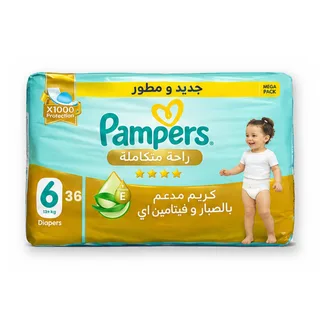 جديد و مطور
MEGA PACK
X1000
Protection
Pampers
راحة متكاملة
6
36
13+ kg
Diapers
E
كريم مدعم
بالصبار و فيتامين اي